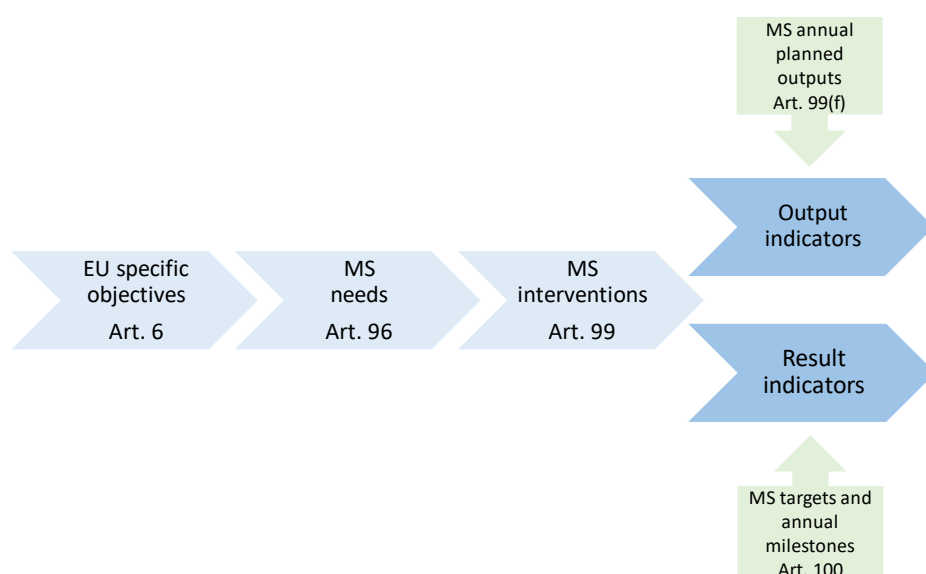 MS annual
planned
outputs
Art. 99(f)
Output
indicators
EU specific
objectives
Art. 6
MS
needs
Art. 96
MS
interventions
Art. 99
Result
indicators
MS targets and
annual
milestones
Art. 100